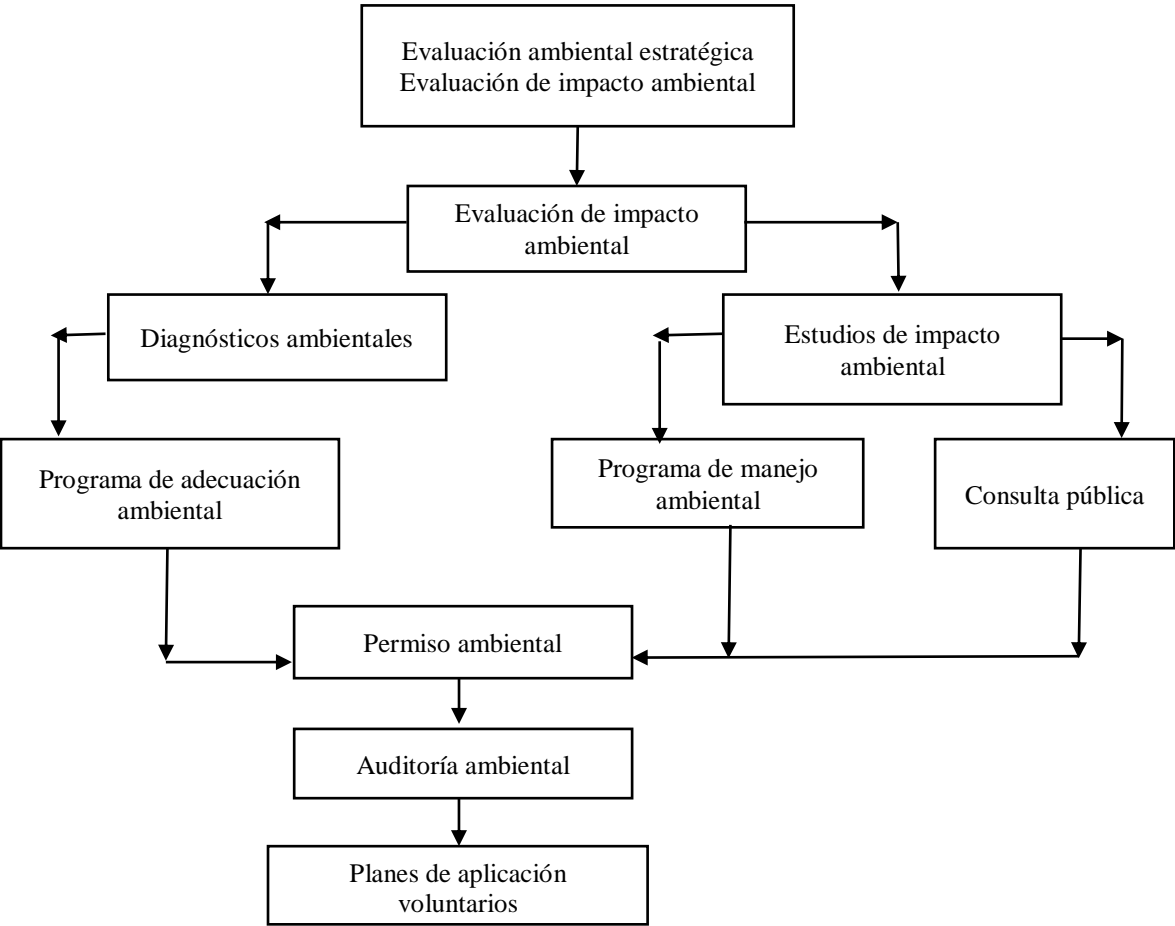 Evaluación ambiental estratégica
Evaluación de impacto ambiental
Evaluación de impacto
ambiental
Diagnósticos ambientales
Estudios de impacto
ambiental
Programa de adecuación
ambiental
Programa de manejo
ambiental
Consulta pública
Permiso ambiental
Auditoría ambiental
Planes de aplicación
voluntarios